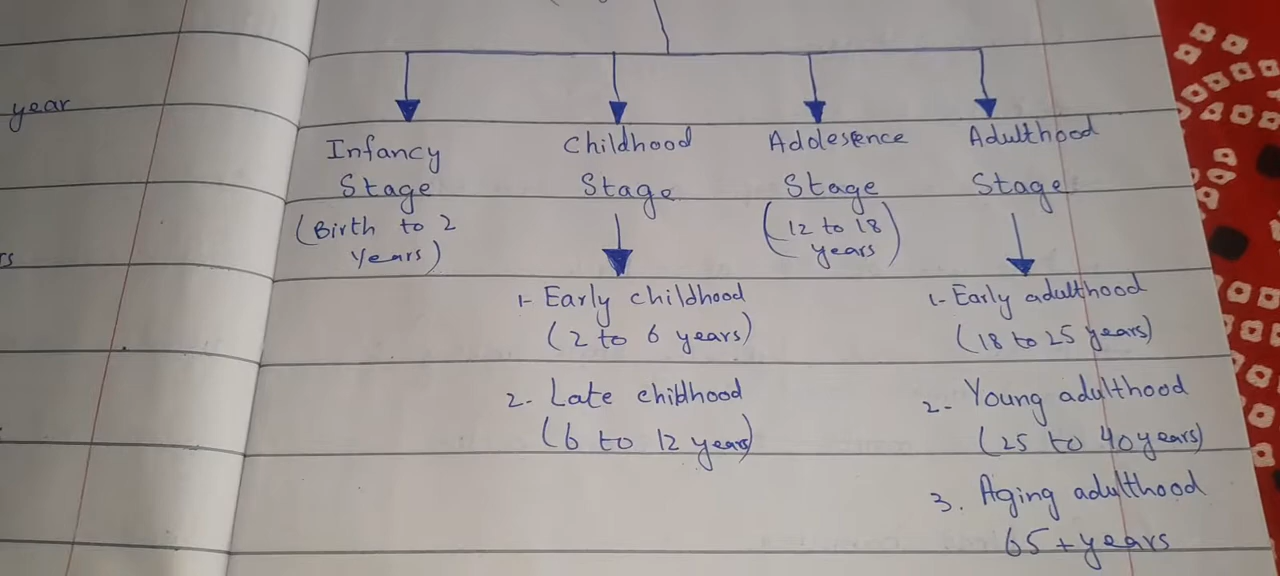 year
rs
Infancy
Stage
(Birth to 2
years)
Childhood
Stage
1- Early childhood
(2 to 6 years)
2- Late childhood
(6 to 12 years)
Addlesence
Stage
(12 to 18
years)
Adulthood
Stage
1- Early adulthood
(18 to 25 years)
2- Young adulthood
(25 to 40 years)
3. Aging adulthood
65+ years